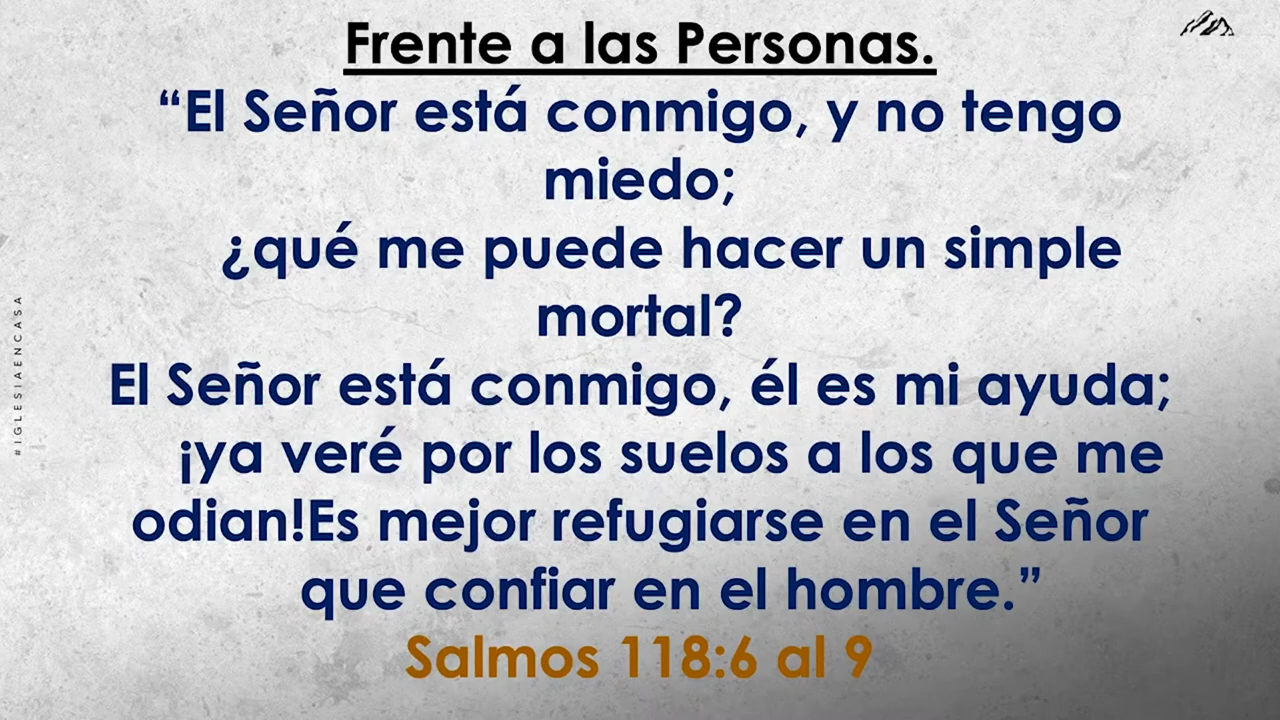 Frente a las Personas.
“El Señor está conmigo, y no tengo
miedo;
¿qué me puede hacer un simple
mortal?
El Señor está conmigo, él es mi ayuda;
¡ya veré por los suelos a los que me
odian!Es mejor refugiarse en el Señor
que confiar en el hombre.”
Salmos 118:6 al 9
#IGLESIAENCASA